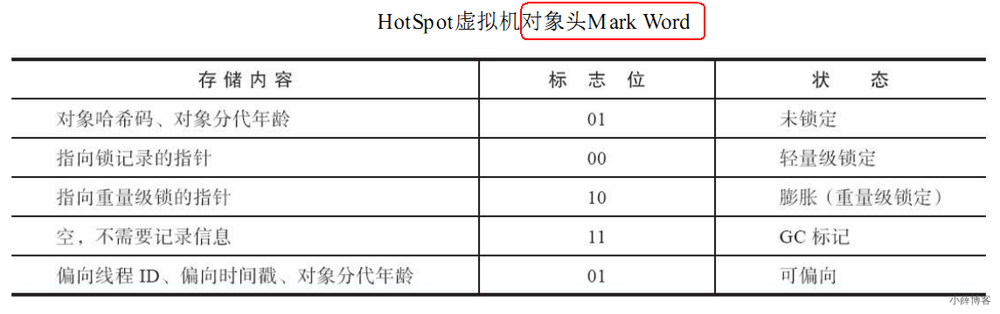 HotSpot虚拟机对象头Mark Word
存储内容 标志位 状态
对象哈希码、对象分代年龄 01 未锁定
指向锁记录的指针 00 轻量级锁定
指向重量级锁的指针 10 膨胀（重量级锁定）
空，不需要记录信息 11 GC 标记
偏向线程 ID、偏向时间戳、对象分代年龄 01 可偏向
小薛博客